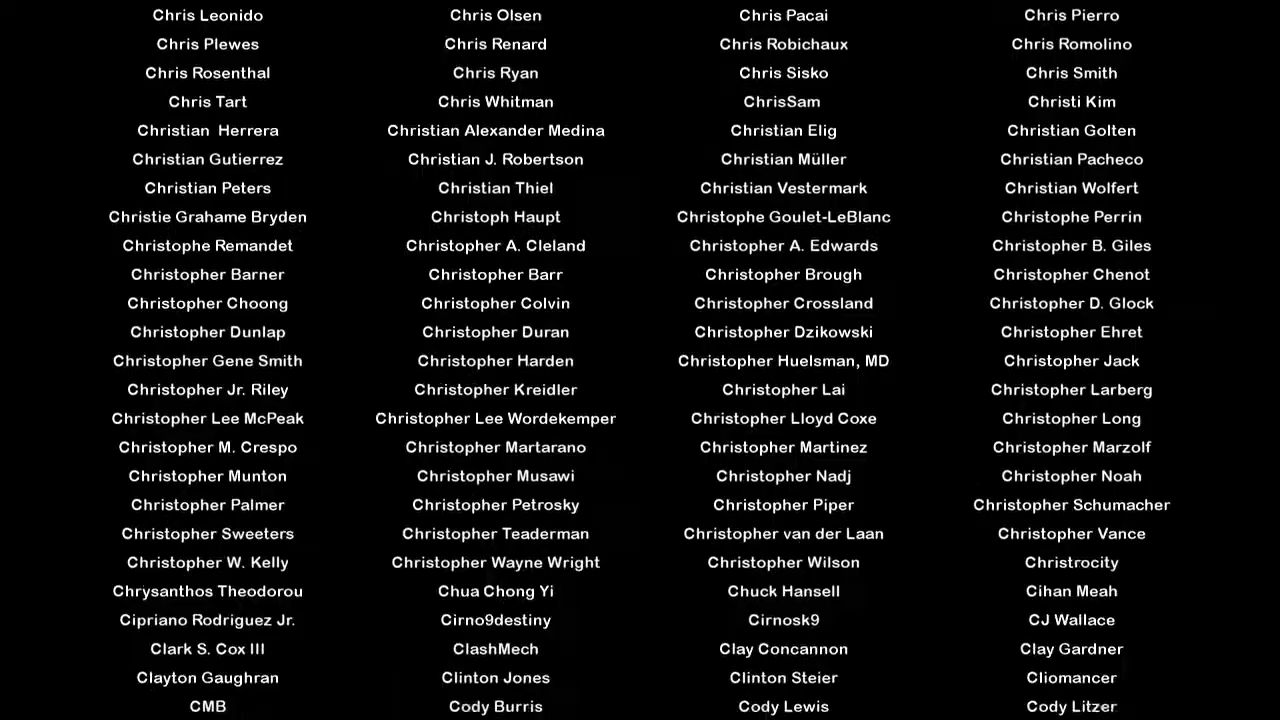 Chris Leonido Chris Olsen Chris Pacai Chris Pierro
Chris Plewes Chris Renard Chris Robichaux Chris Romolino
Chris Rosenthal Chris Ryan Chris Sisko Chris Smith
Chris Tart Chris Whitman ChrisSam Christi Kim
Christian Herrera Christian Alexander Medina Christian Elig Christian Golten
Christian Gutierrez Christian J. Robertson Christian Müller Christian Pacheco
Christian Peters Christian Thiel Christian Vestermark Christian Wolfert
Christie Grahame Bryden Christoph Haupt Christophe Goulet-LeBlanc Christophe Perrin
Christophe Remandet Christopher A. Cleland Christopher A. Edwards Christopher B. Giles
Christopher Barner Christopher Barr Christopher Brough Christopher Chenot
Christopher Choong Christopher Colvin Christopher Crossland Christopher D. Glock
Christopher Dunlap Christopher Duran Christopher Dzikowski Christopher Ehret
Christopher Gene Smith Christopher Harden Christopher Huelsman, MD Christopher Jack
Christopher Jr. Riley Christopher Kreidler Christopher Lai Christopher Larberg
Christopher Lee McPeak Christopher Lee Wordekemper Christopher Lloyd Coxe Christopher Long
Christopher M. Crespo Christopher Martarano Christopher Martinez Christopher Marzolf
Christopher Munton Christopher Musawi Christopher Nadj Christopher Noah
Christopher Palmer Christopher Petrosky Christopher Piper Christopher Schumacher
Christopher Sweeters Christopher Teaderman Christopher van der Laan Christopher Vance
Christopher W. Kelly Christopher Wayne Wright Christopher Wilson Christrocity
Chrysanthos Theodorou Chua Chong Yi Chuck Hansell Cihan Meah
Cipriano Rodriguez Jr. Cirno9destiny Cirnosk9 CJ Wallace
Clark S. Cox III ClashMech Clay Concannon Clay Gardner
Clayton Gaughran Clinton Jones Clinton Steier Cliomancer
CMB Cody Burris Cody Lewis Cody Litzer